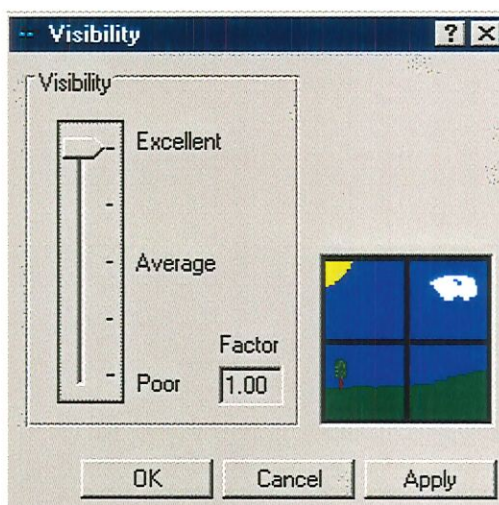 Visibility
Visibility
Excellent
Average
Factor
Poor 1.00
OK Cancel Apply